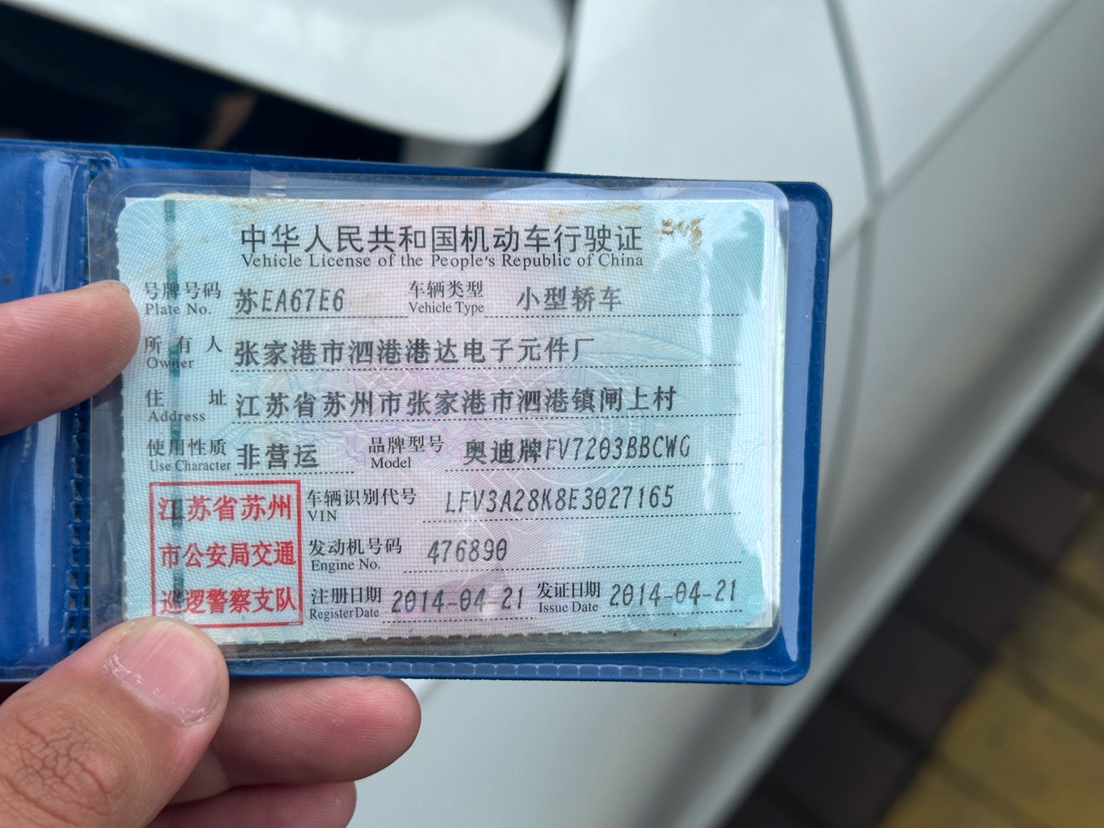 中华人民共和国机动车行驶证
Vehicle License of the People's Republic of China
号牌号码 苏EA67E6 车辆类型 小型轿车
Plate No. Vehicle Type
所有人 张家港市泗港港达电子元件厂
Owner
住址 江苏省苏州市张家港市泗港镇闸上村
Address
使用性质 非营运 品牌型号 奥迪牌FV7203BBCWG
Use Character Model
江苏省苏州
市公安局交通
巡逻警察支队
车辆识别代号 LFV3A28K8E3027165
VIN
发动机号码 476890
Engine No.
注册日期 2014-04-21 发证日期 2014-04-21
Register Date Issue Date